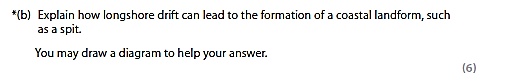 *(b) Explain how longshore drift can lead to the formation of a coastal landform, such
as a spit.
You may draw a diagram to help your answer.
(6)